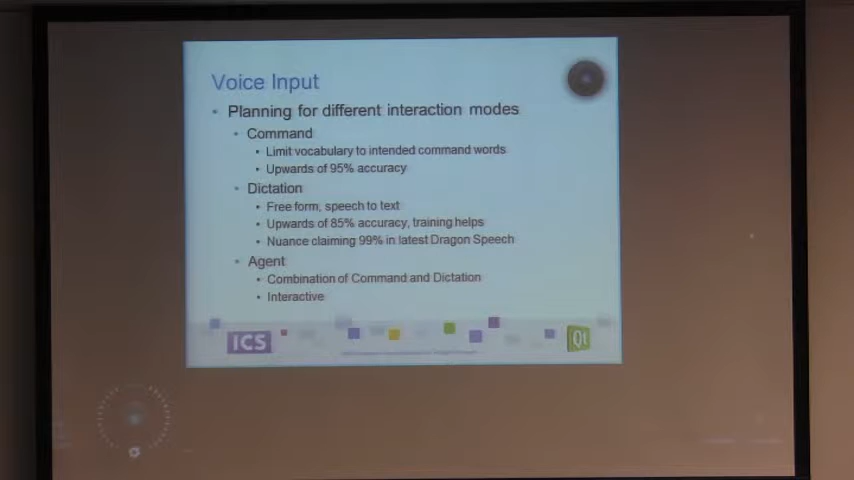 Voice Input
• Planning for different interaction modes
• Command
• Limit vocabulary to intended command words
• Upwards of 95% accuracy
• Dictation
• Free form, speech to text
• Upwards of 85% accuracy, training helps
• Nuance claiming 99% in latest Dragon Speech
• Agent
• Combination of Command and Dictation
• Interactive
ICS
Qt